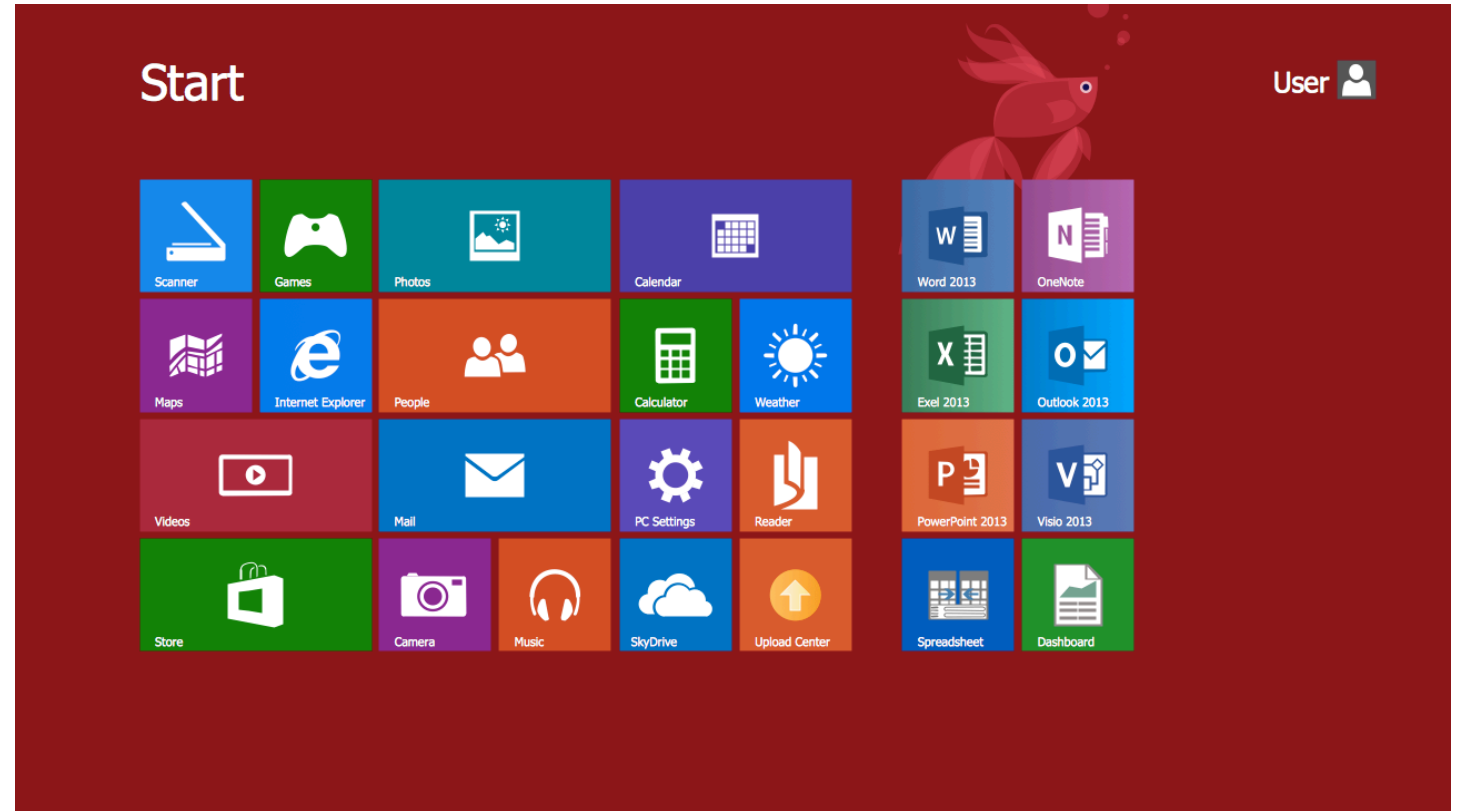 Start
User
Scanner
Games
Photos
Calendar
W
Word 2013
N
OneNote
Maps
Internet Explorer
People
Calculator
Weather
X
Exel 2013
O
Outlook 2013
Videos
Mail
PC Settings
Reader
P
PowerPoint 2013
V
Visio 2013
Store
Camera
Music
SkyDrive
Upload Center
Spreadsheet
Dashboard